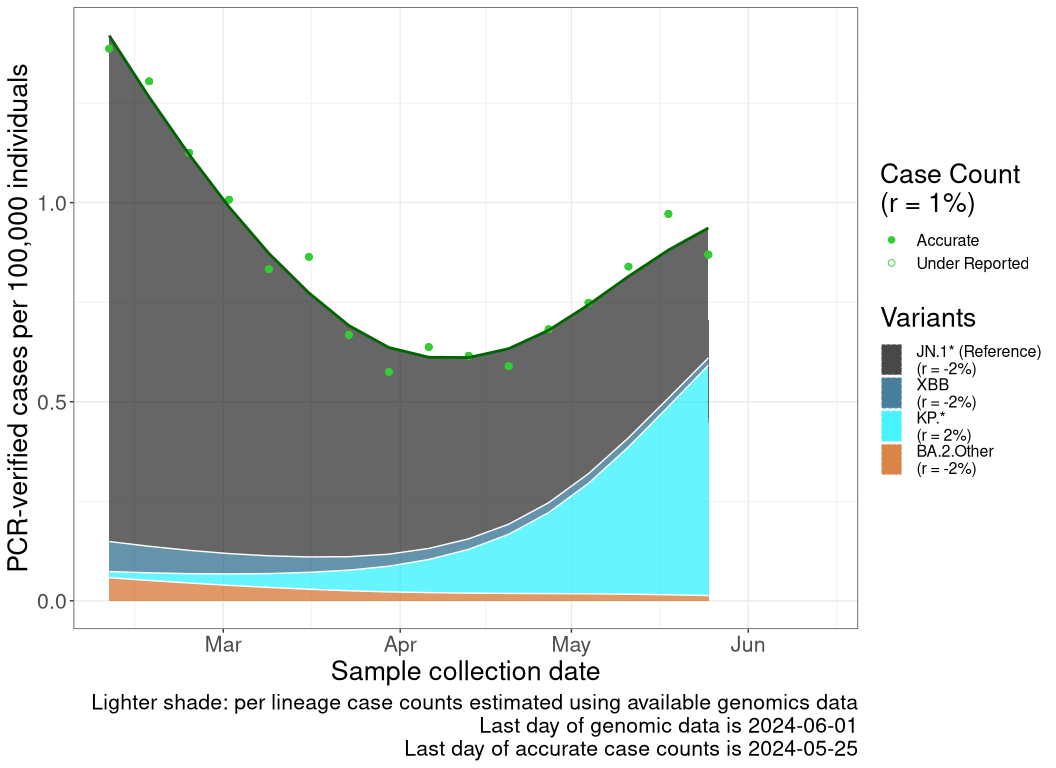 PCR-verified cases per 100,000 individuals
1.0
0.5
0.0
Mar
Apr
May
Jun
Sample collection date
Lighter shade: per lineage case counts estimated using available genomics data
Last day of genomic data is 2024-06-01
Last day of accurate case counts is 2024-05-25
Case Count
(r = 1%)
Accurate
Under Reported
Variants
JN.1* (Reference)
(r = -2%)
XBB
(r = -2%)
KP.*
(r = 2%)
BA.2.Other
(r = -2%)